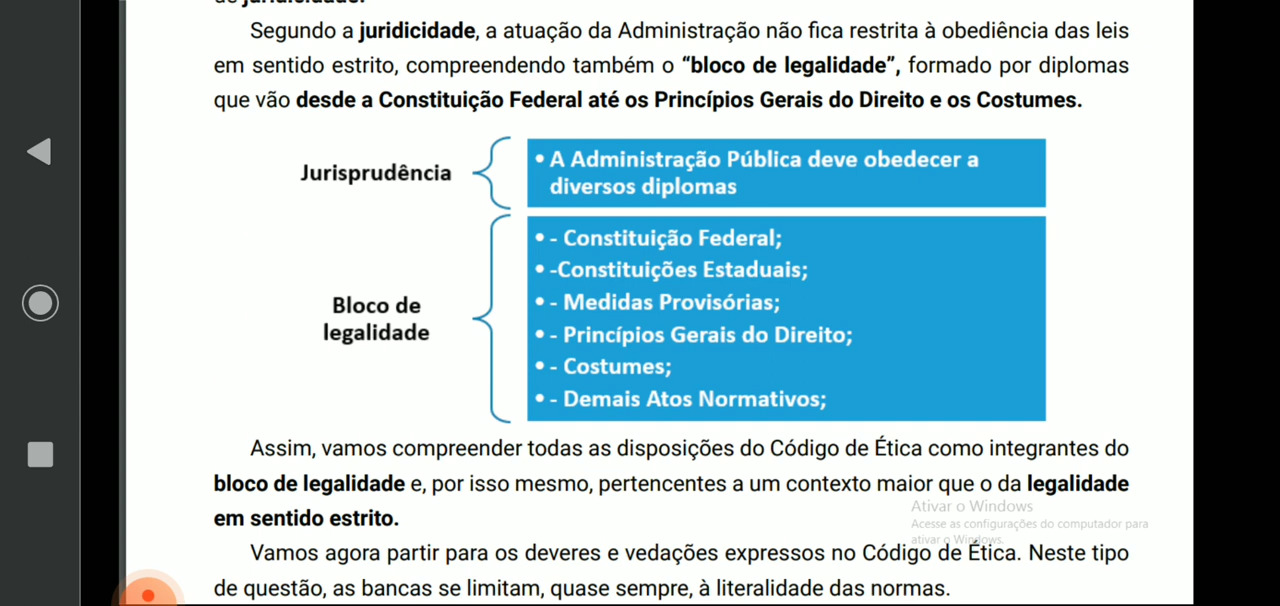 de juridicidade.
Segundo a juridicidade, a atuação da Administração não fica restrita à obediência das leis
em sentido estrito, compreendendo também o “bloco de legalidade”, formado por diplomas
que vão desde a Constituição Federal até os Princípios Gerais do Direito e os Costumes.
Jurisprudência
• A Administração Pública deve obedecer a
diversos diplomas
Bloco de
legalidade
• - Constituição Federal;
• -Constituições Estaduais;
• - Medidas Provisórias;
• - Princípios Gerais do Direito;
• - Costumes;
• - Demais Atos Normativos;
Assim, vamos compreender todas as disposições do Código de Ética como integrantes do
bloco de legalidade e, por isso mesmo, pertencentes a um contexto maior que o da legalidade
em sentido estrito.
Ativar o Windows
Acesse as configurações do computador para
ativar o Windows.
Vamos agora partir para os deveres e vedações expressos no Código de Ética. Neste tipo
de questão, as bancas se limitam, quase sempre, à literalidade das normas.